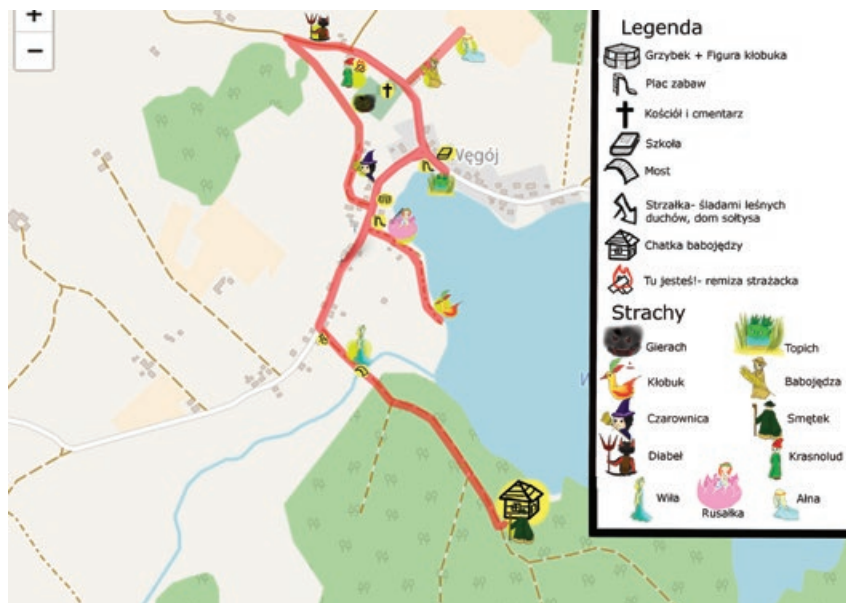 +
−
Węgój
W
Legenda
Grzybek + Figura kłobuka
Plac zabaw
Kościół i cmentarz
Szkoła
Most
Strzałka- śladami leśnych
duchów, dom sołtysa
Chatka babojędzy
Tu jesteś!- remiza strażacka
Strachy
Gierach
Topich
Kłobuk
Babojędza
Czarownica
Smętek
Diabeł
Krasnolud
Wiła
Rusałka
Ałna